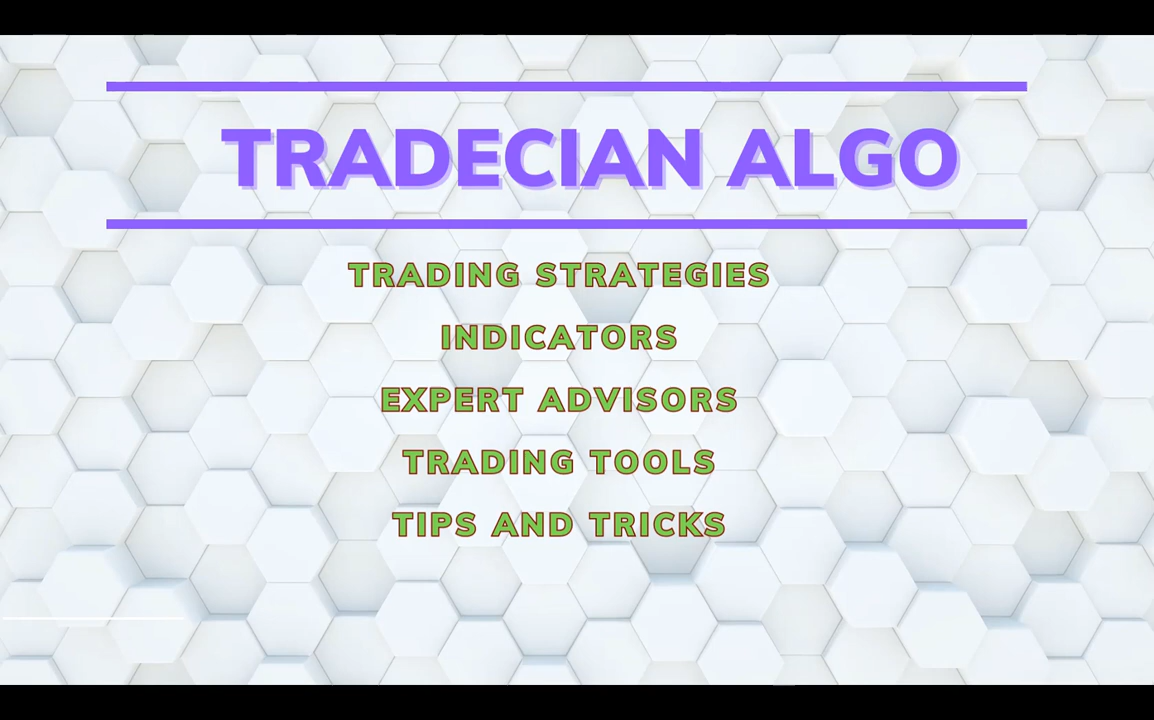 TRADECIAN ALGO
TRADING STRATEGIES
INDICATORS
EXPERT ADVISORS
TRADING TOOLS
TIPS AND TRICKS